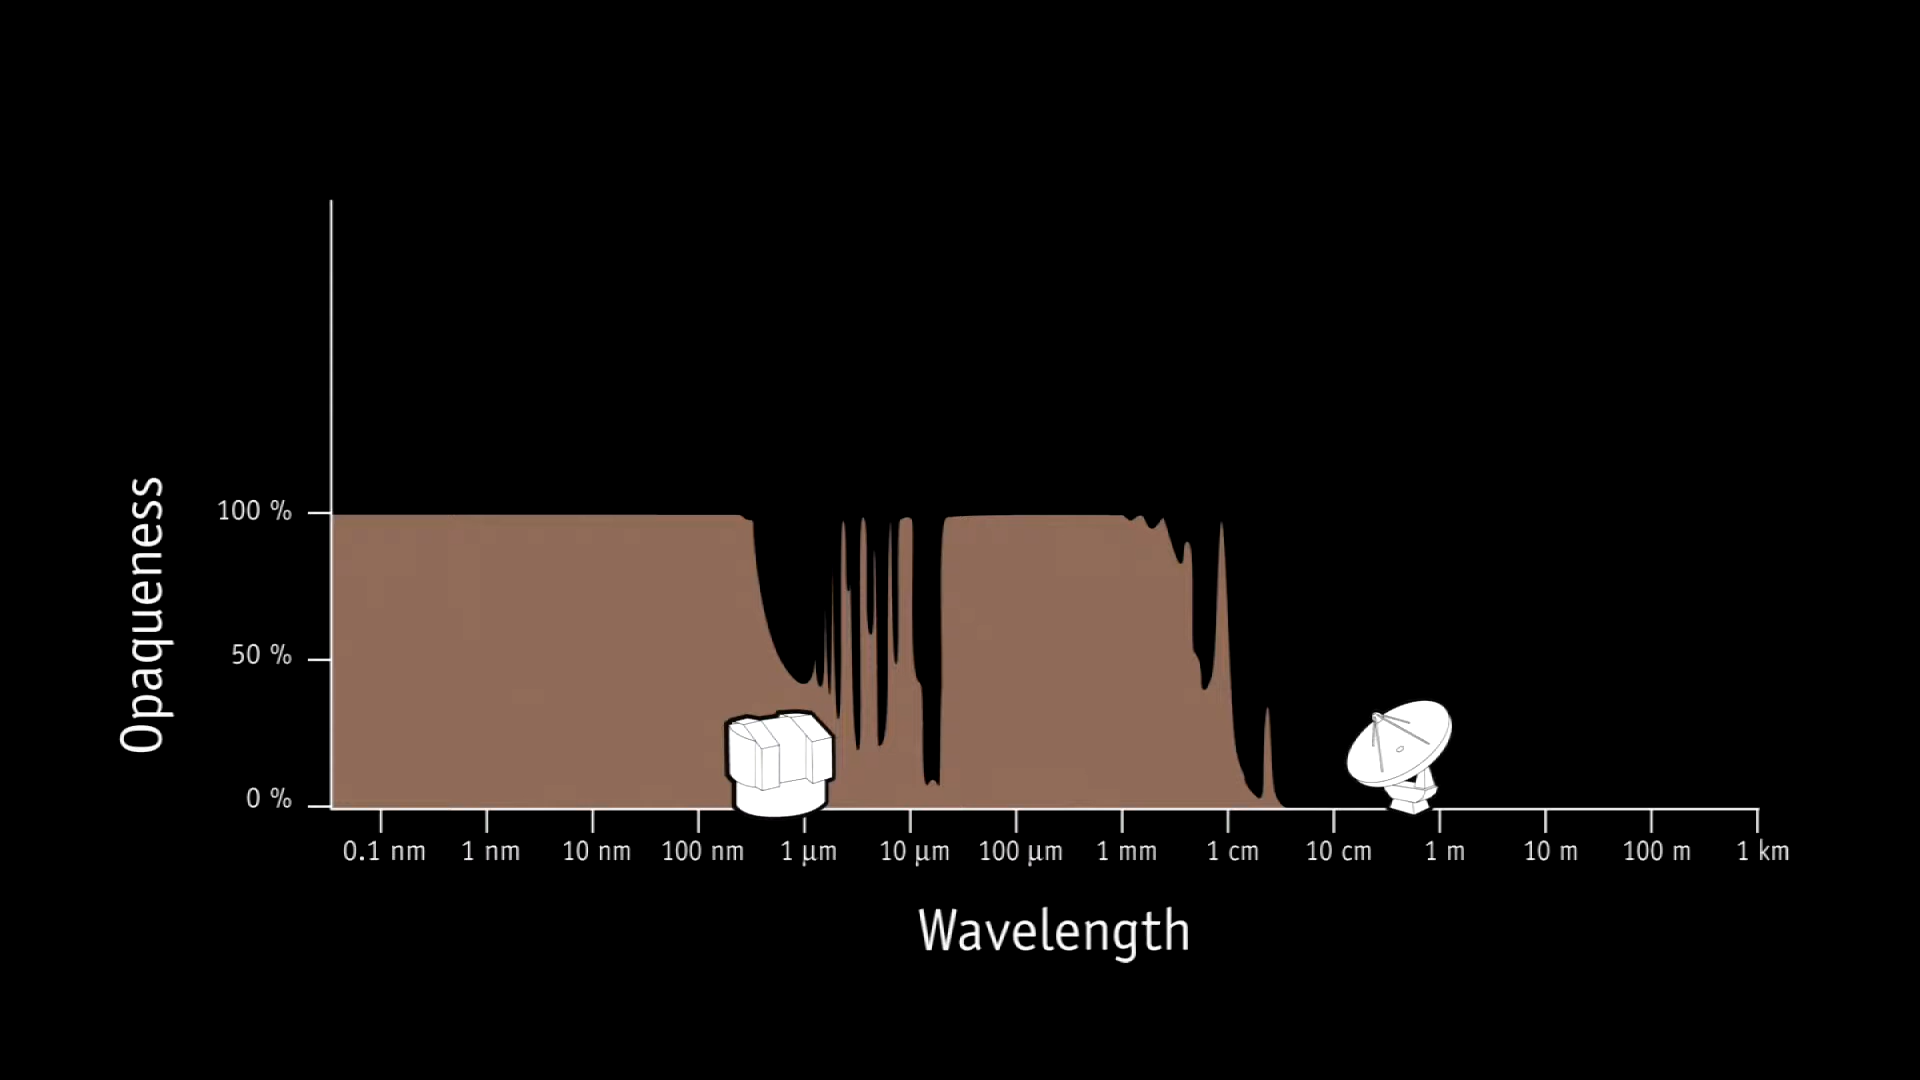 Opaqueness
100 %
50 %
0 %
0.1 nm 1 nm 10 nm 100 nm 1 µm 10 µm 100 µm 1 mm 1 cm 10 cm 1 m 10 m 100 m 1 km
Wavelength